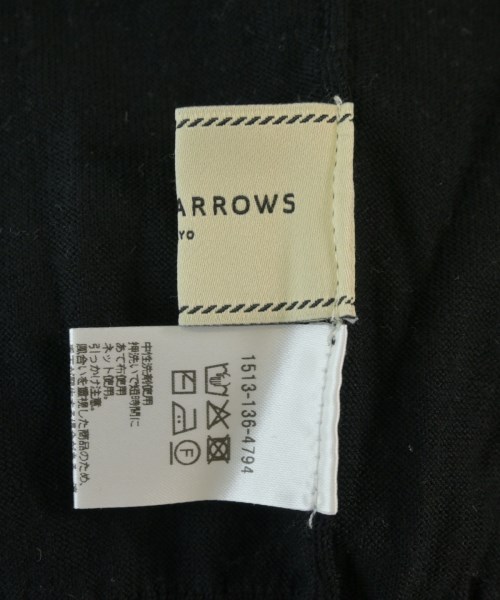 ARROWS
YO
1513-136-4794
F
中性洗剤使用
押洗いで短時間に
あて布使用
ネット使用。
引っかけ注意。
風合いを重視した商品のため、